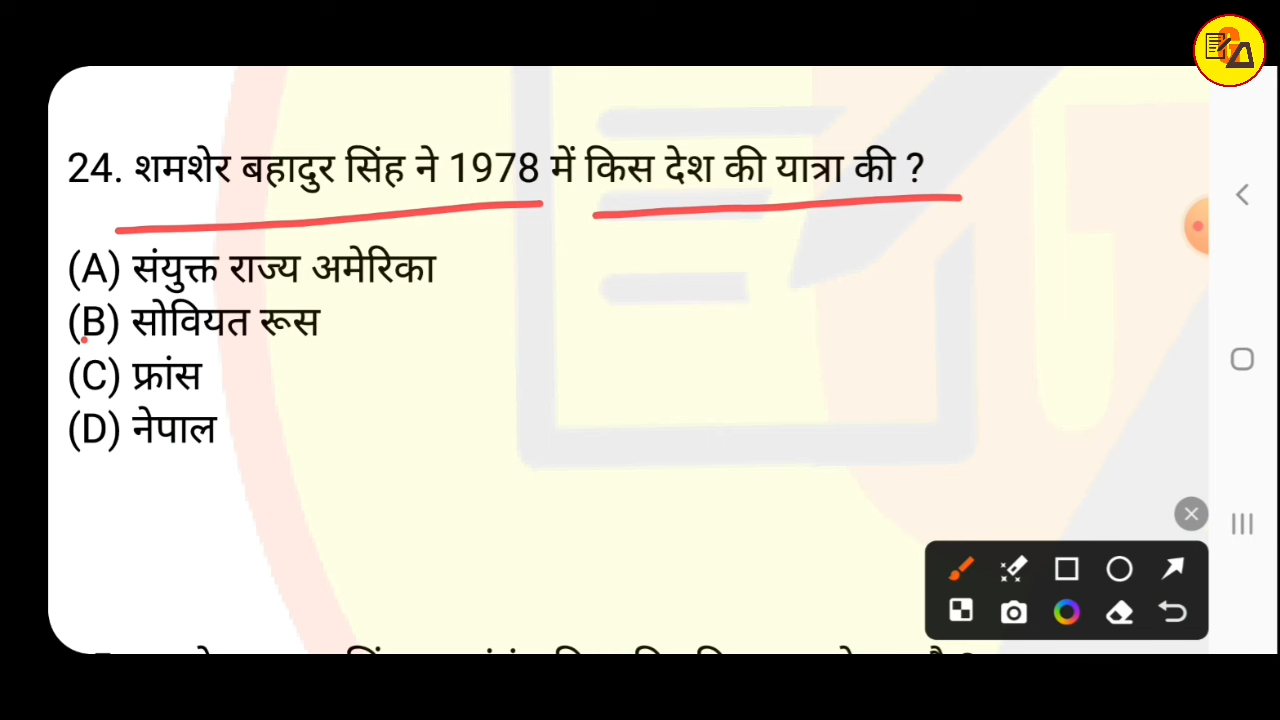 24. शमशेर बहादुर सिंह ने 1978 में किस देश की यात्रा की ?
(A) संयुक्त राज्य अमेरिका
(B) सोवियत रूस
(C) फ्रांस
(D) नेपाल